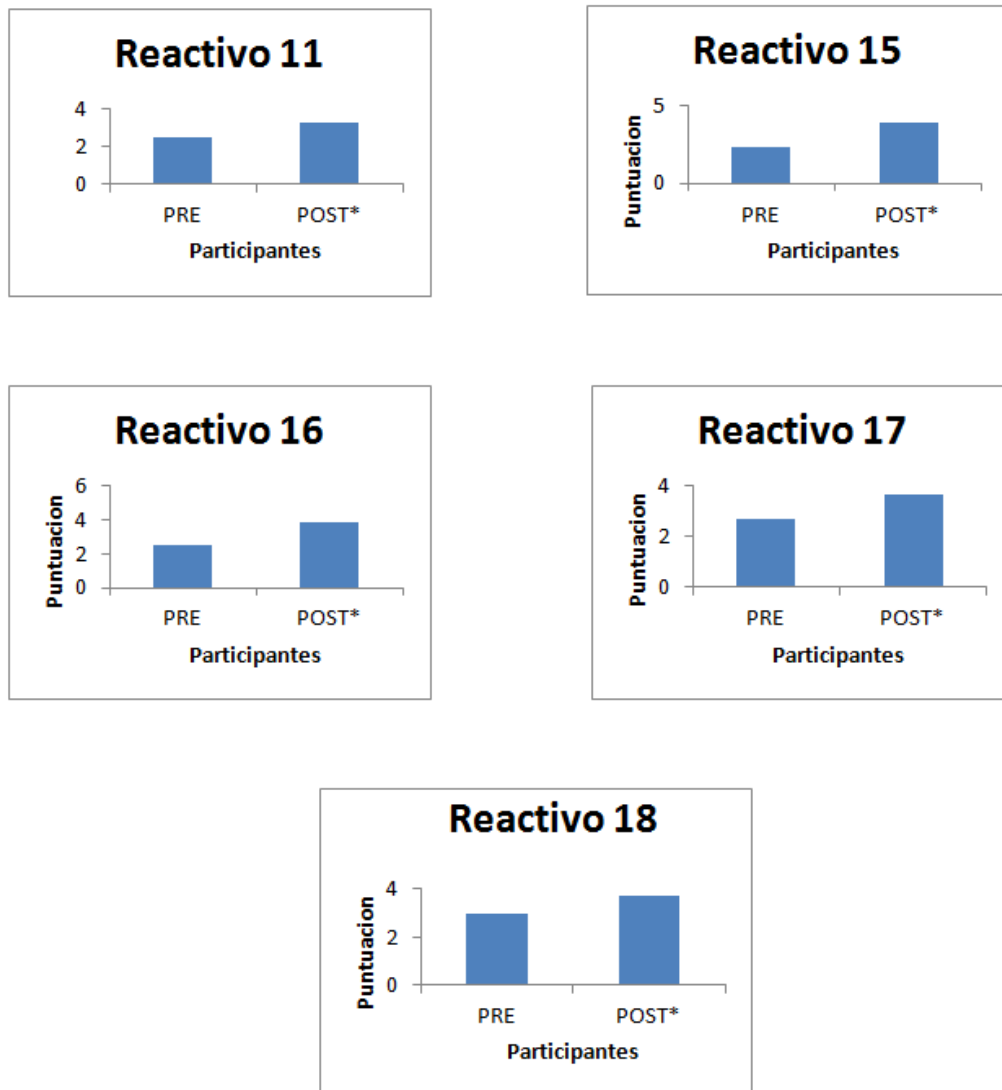 Reactivo 11
4
2
0
PRE POST*
Participantes
Reactivo 15
Puntuacion
5
0
PRE POST*
Participantes
Reactivo 16
Puntuacion
6
4
2
0
PRE POST*
Participantes
Reactivo 17
Puntuacion
4
2
0
PRE POST*
Participantes
Reactivo 18
Puntuacion
4
2
0
PRE POST*
Participantes